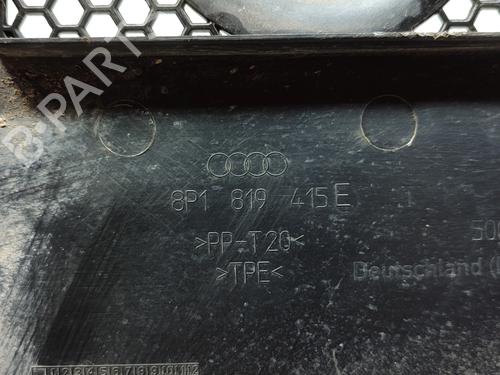 B-PARTS
8P1 819 415 E
>PP-T20<
>TPE<
Deutschland